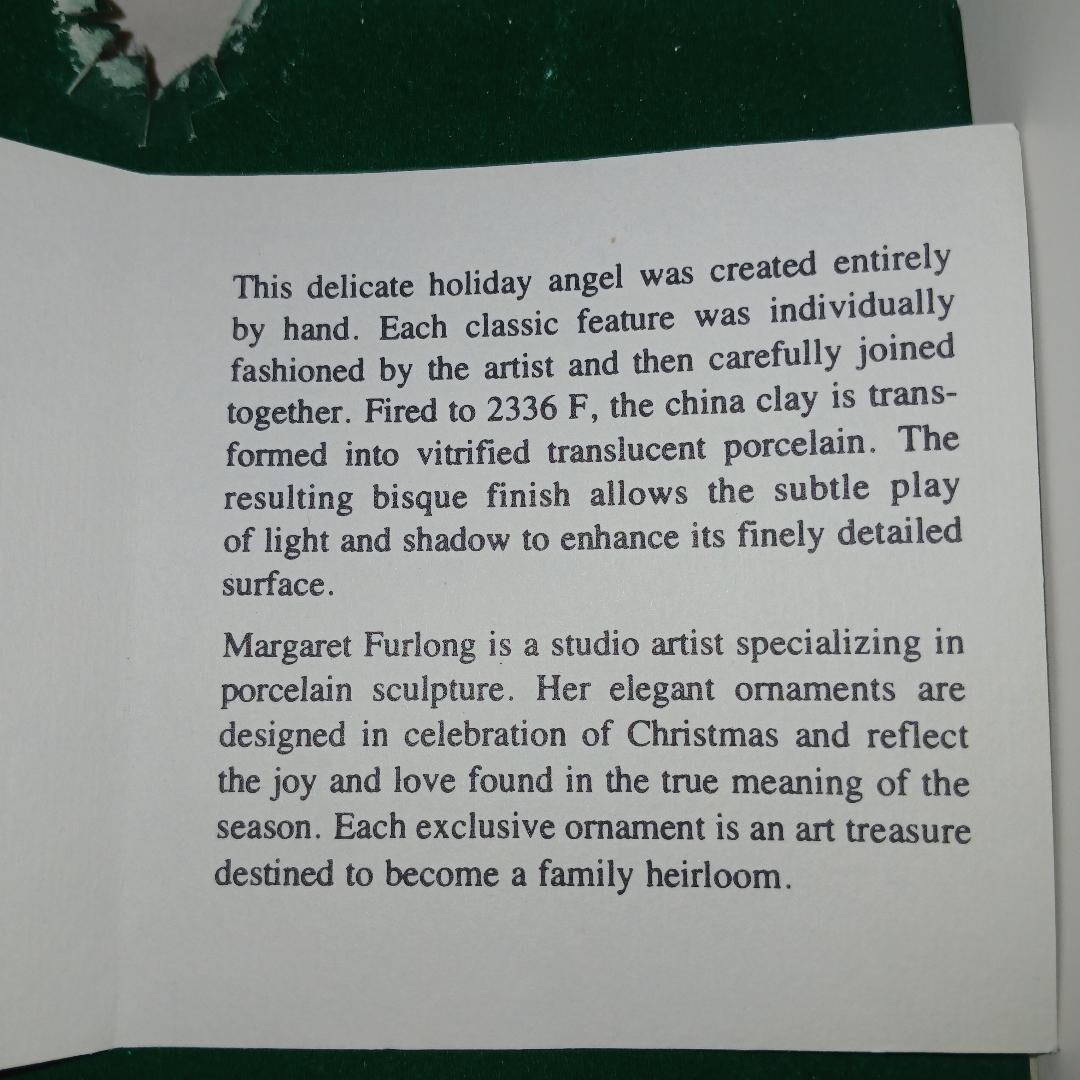 This delicate holiday angel was created entirely
by hand. Each classic feature was individually
fashioned by the artist and then carefully joined
together. Fired to 2336 F, the china clay is trans-
formed into vitrified translucent porcelain. The
resulting bisque finish allows the subtle play
of light and shadow to enhance its finely detailed
surface.
Margaret Furlong is a studio artist specializing in
porcelain sculpture. Her elegant ornaments are
designed in celebration of Christmas and reflect
the joy and love found in the true meaning of the
season. Each exclusive ornament is an art treasure
destined to become a family heirloom.